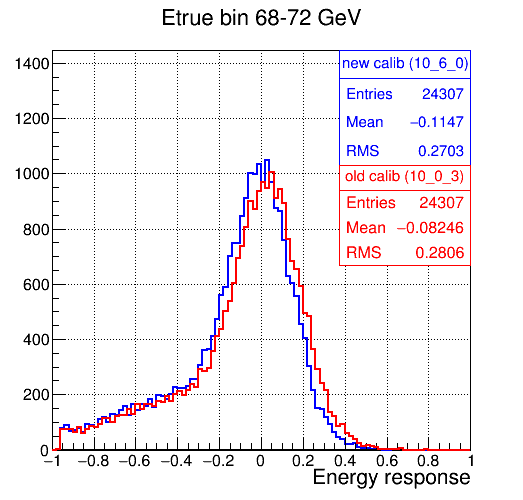 Etrue bin 68-72 GeV
new calib (10_6_0)
Entries 24307
Mean −0.1147
RMS 0.2703
old calib (10_0_3)
Entries 24307
Mean −0.08246
RMS 0.2806
1400
1200
1000
800
600
400
200
0
−1 −0.8 −0.6 −0.4 −0.2 0 0.2 0.4 0.6 0.8 1
Energy response